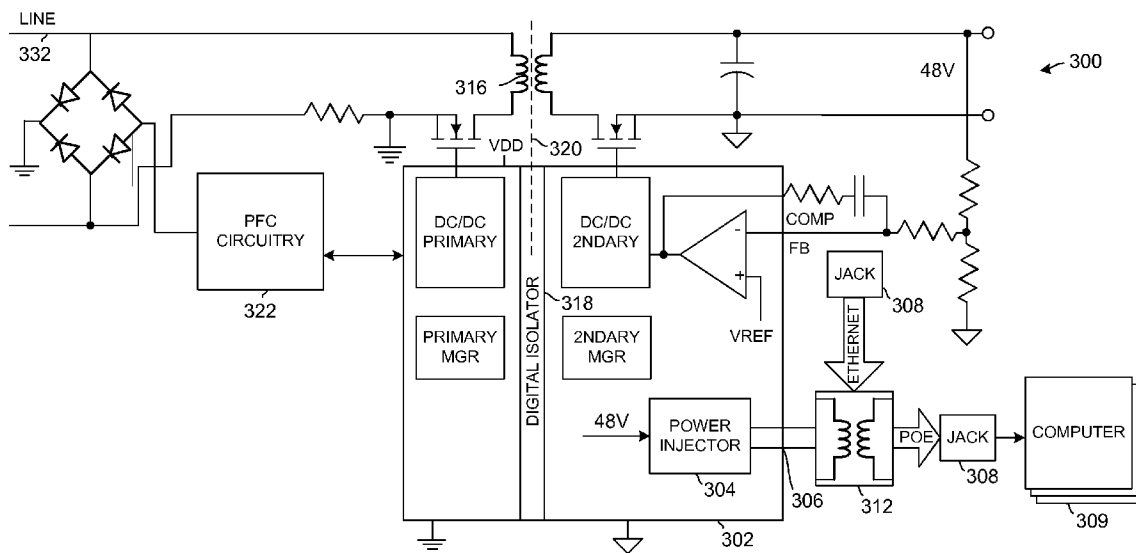 LINE
332
316
48V
300
320
VDD
PFC
CIRCUITRY
322
DC/DC
PRIMARY
DC/DC
2NDARY
COMP
FB
VREF
318
JACK
308
PRIMARY
MGR
DIGITAL ISOLATOR
2NDARY
MGR
ETHERNET
48V
POWER
INJECTOR
304
306
312
POE
JACK
308
COMPUTER
309
302
-
+